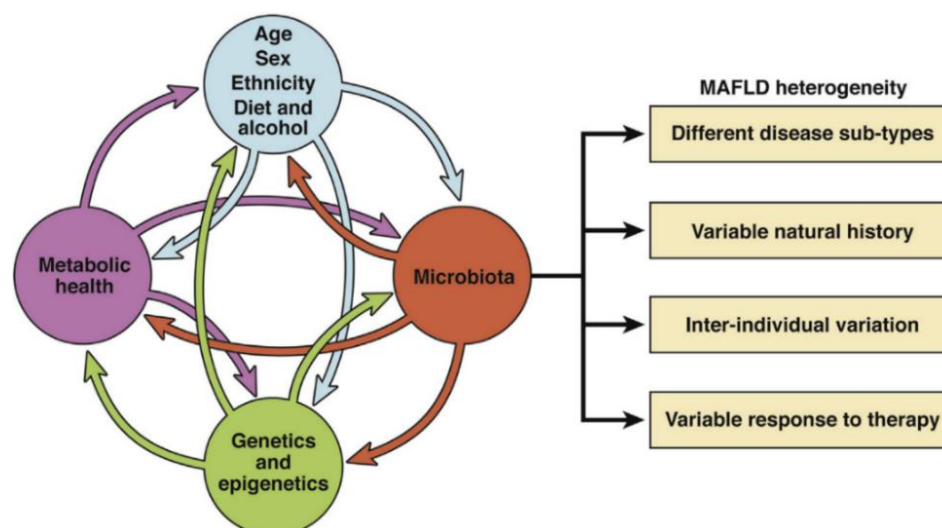 Age
Sex
Ethnicity
Diet and
alcohol
Metabolic
health
Microbiota
Genetics
and
epigenetics
MAFLD heterogeneity
Different disease sub-types
Variable natural history
Inter-individual variation
Variable response to therapy